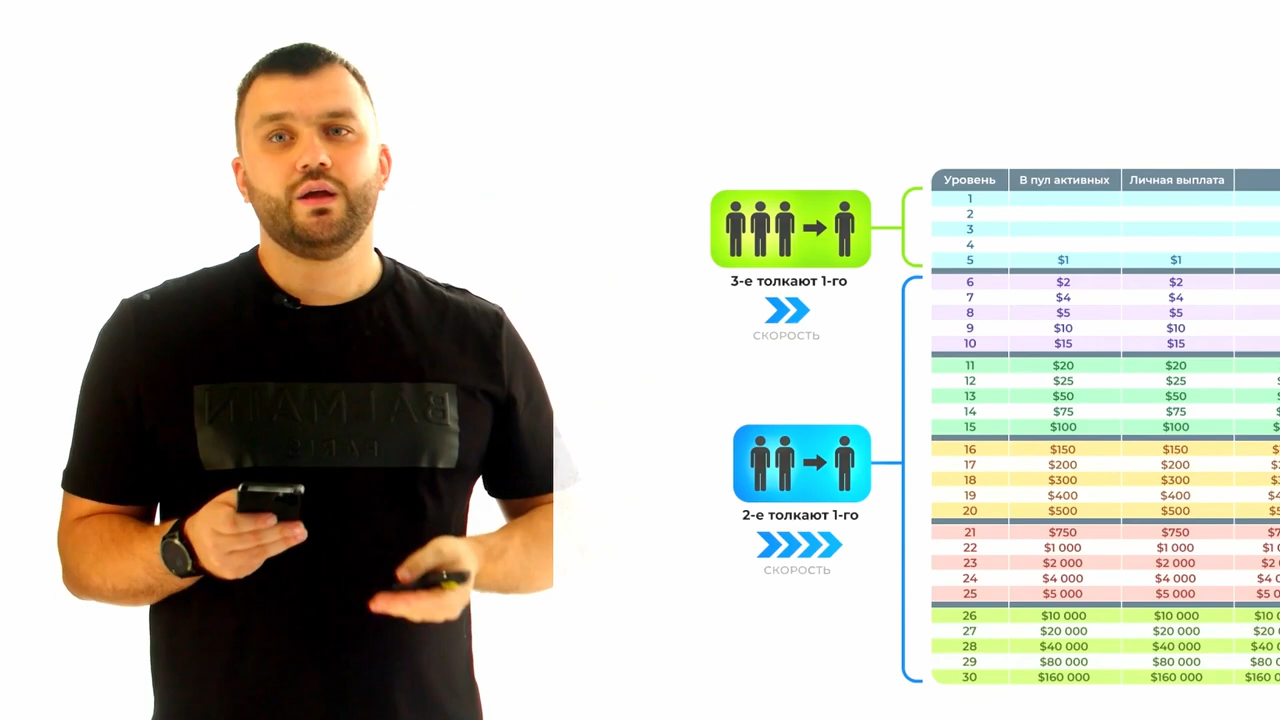 BALMAIN
PARIS
3-е толкают 1-го
СКОРОСТЬ
2-е толкают 1-го
СКОРОСТЬ
Уровень В пул активных Личная выплата
1
2
3
4
5 $1 $1
6 $2 $2
7 $4 $4
8 $5 $5
9 $10 $10
10 $15 $15
11 $20 $20
12 $25 $25
13 $50 $50
14 $75 $75
15 $100 $100
16 $150 $150
17 $200 $200
18 $300 $300
19 $400 $400
20 $500 $500
21 $750 $750
22 $1 000 $1 000
23 $2 000 $2 000
24 $4 000 $4 000
25 $5 000 $5 000
26 $10 000 $10 000
27 $20 000 $20 000
28 $40 000 $40 000
29 $80 000 $80 000
30 $160 000 $160 000